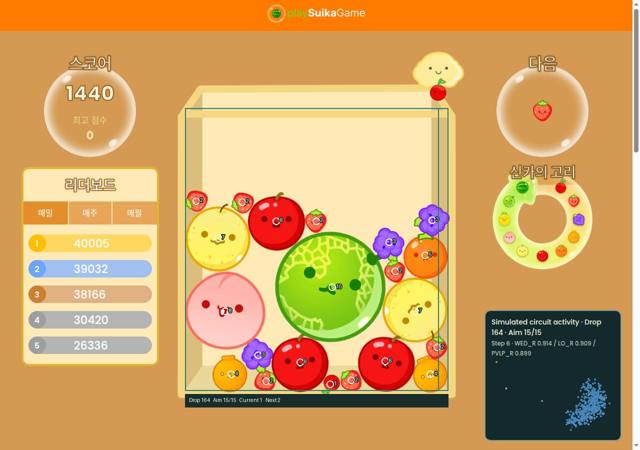 playSuikaGame
스코어
1440
최고 점수
0
다음
리더보드
매일 매주 매월
1 40005
2 39032
3 38166
4 30420
5 26336
신카의 고리
Simulated circuit activity · Drop
164 · Aim 15/15
Step 6 · WED_R 0.914 / LO_R 0.909 /
PVLP_R 0.899
Drop 164 Aim 15/15 Current 1 Next 2